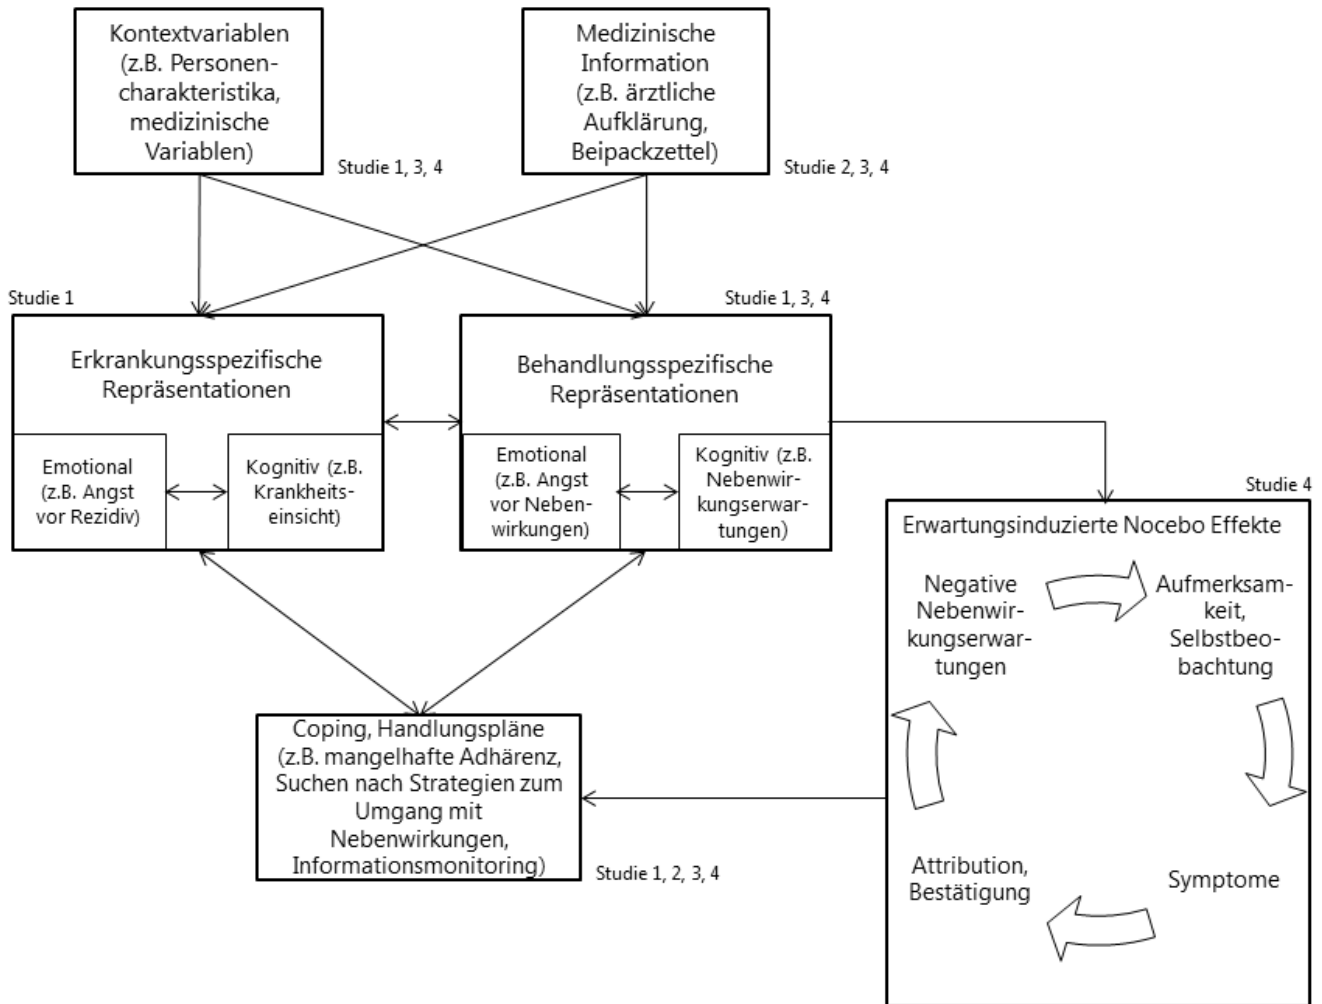 Kontextvariablen
(z.B. Personen-
charakteristika,
medizinische
Variablen)
Studie 1, 3, 4
Medizinische
Information
(z.B. ärztliche
Aufklärung,
Beipackzettel)
Studie 2, 3, 4
Studie 1
Erkrankungsspezifische
Repräsentationen
Emotional
(z.B. Angst
vor Rezidiv)
Kognitiv (z.B.
Krankheits-
einsicht)
Studie 1, 3, 4
Behandlungsspezifische
Repräsentationen
Emotional
(z.B. Angst
vor Neben-
wirkungen)
Kognitiv (z.B.
Nebenwir-
kungserwar-
tungen)
Studie 4
Erwartungsinduzierte Nocebo Effekte
Negative
Nebenwir-
kungserwar-
tungen
Aufmerksam-
keit,
Selbstbeo-
bachtung
Symptome
Attribution,
Bestätigung
Coping, Handlungspläne
(z.B. mangelhafte Adhärenz,
Suchen nach Strategien zum
Umgang mit
Nebenwirkungen,
Informationsmonitoring)
Studie 1, 2, 3, 4